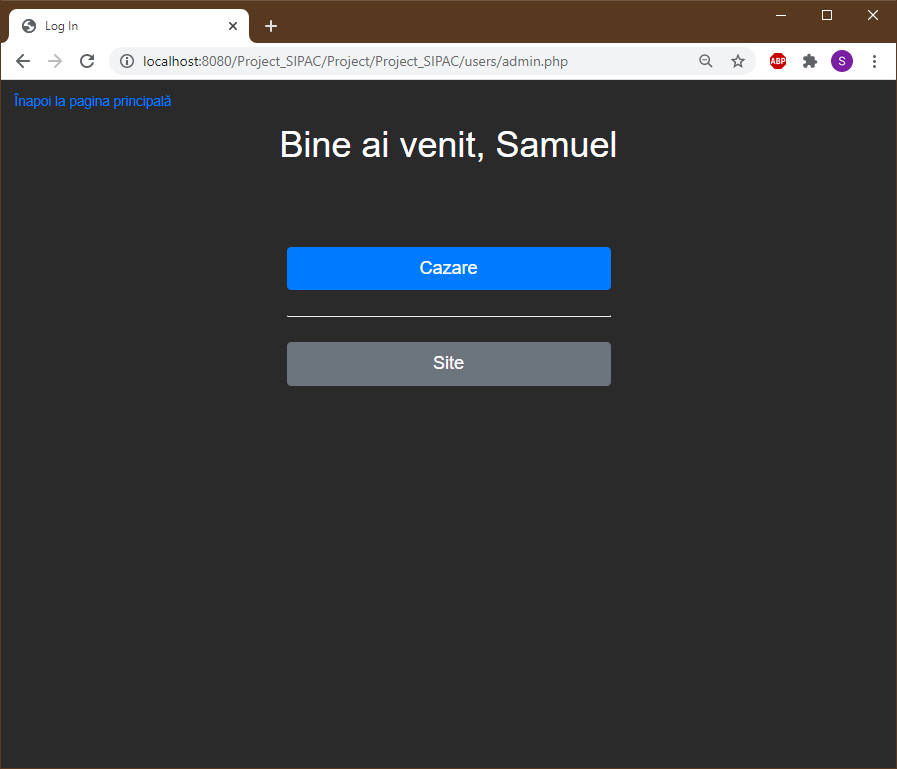 Log In
localhost:8080/Project_SIPAC/Project/Project_SIPAC/users/admin.php
ABP
S
Înapoi la pagina principală
Bine ai venit, Samuel
Cazare
Site